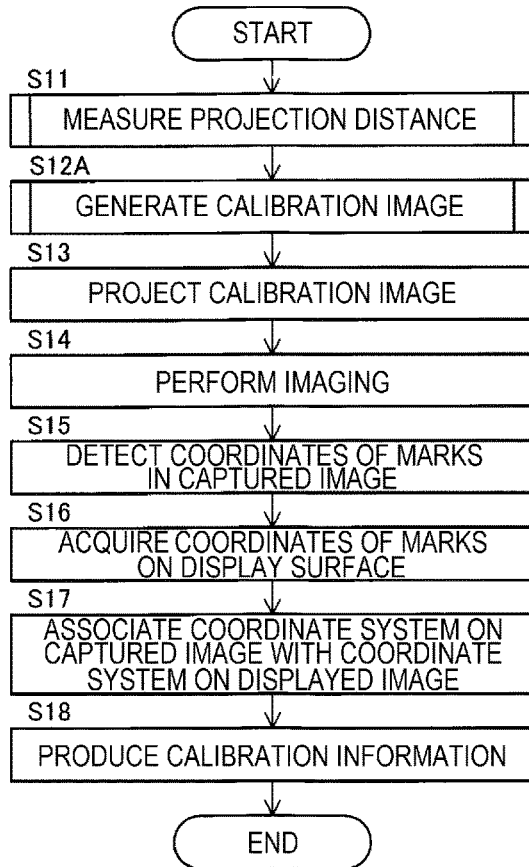 START
S11
MEASURE PROJECTION DISTANCE
S12A
GENERATE CALIBRATION IMAGE
S13
PROJECT CALIBRATION IMAGE
S14
PERFORM IMAGING
S15
DETECT COORDINATES OF MARKS
IN CAPTURED IMAGE
S16
ACQUIRE COORDINATES OF MARKS
ON DISPLAY SURFACE
S17
ASSOCIATE COORDINATE SYSTEM ON
CAPTURED IMAGE WITH COORDINATE
SYSTEM ON DISPLAYED IMAGE
S18
PRODUCE CALIBRATION INFORMATION
END